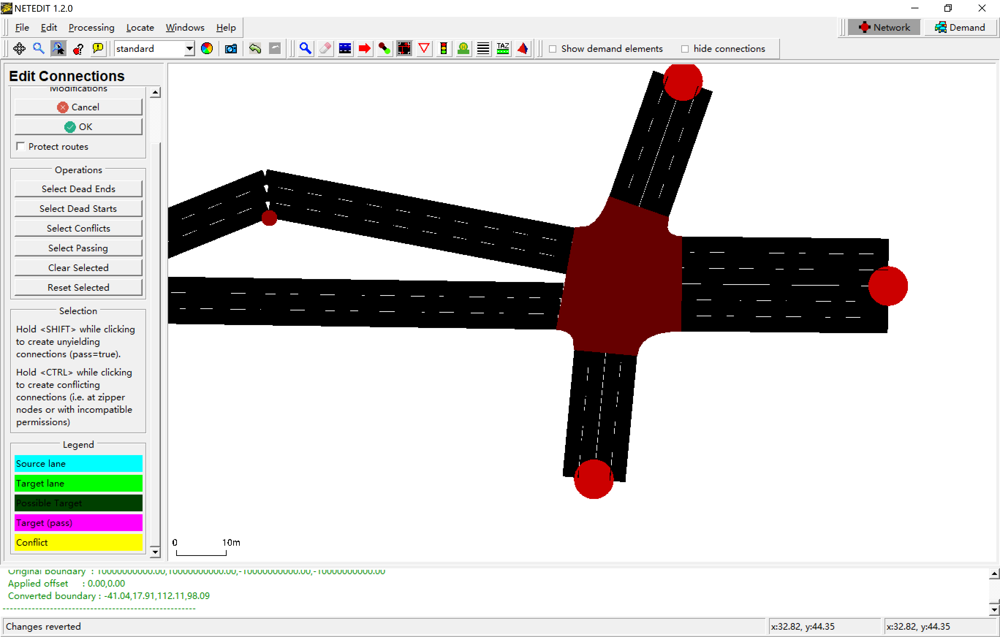 NETEDIT 1.2.0
File Edit Processing Locate Windows Help
Network Demand
standard
TAZ
Show demand elements hide connections
Edit Connections
Modifications
Cancel
OK
Protect routes
Operations
Select Dead Ends
Select Dead Starts
Select Conflicts
Select Passing
Clear Selected
Reset Selected
Selection
Hold <SHIFT> while clicking
to create unyielding
connections (pass=true).
Hold <CTRL> while clicking
to create conflicting
connections (i.e. at zipper
nodes or with incompatible
permissions)
Legend
Source lane
Target lane
Possible Target
Target (pass)
Conflict
0 10m
Original boundary : 10000000000.00,10000000000.00,-10000000000.00,-10000000000.00
Applied offset : 0.00,0.00
Converted boundary : -41.04,17.91,112.11,98.09
Changes reverted
x:32.82, y:44.35
x:32.82, y:44.35